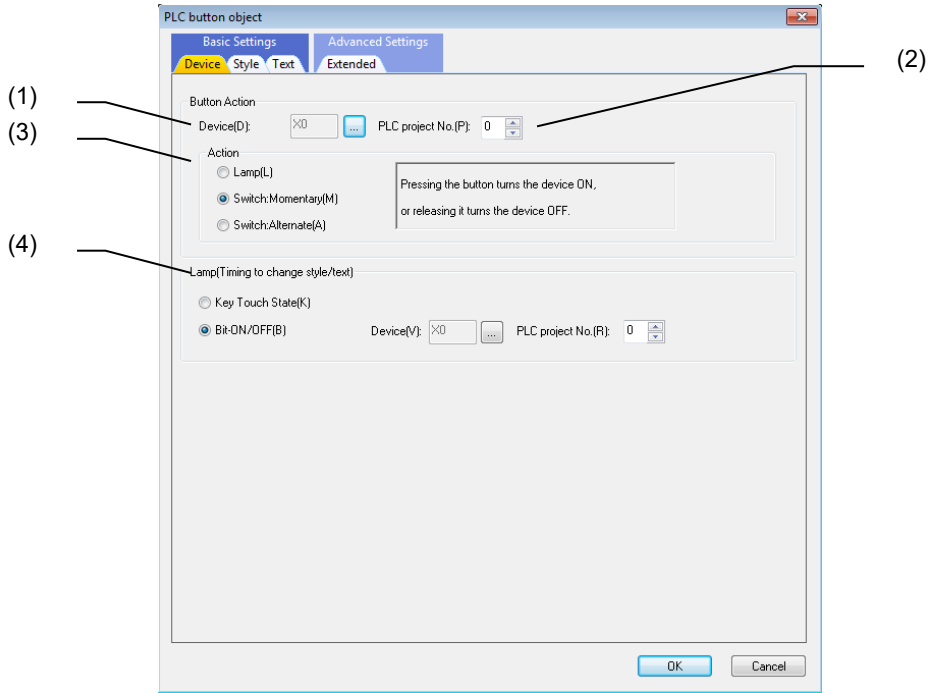 PLC button object
Basic Settings
Advanced Settings
Device
Style
Text
Extended
(2)
(1)
Button Action
Device(D):
X0
...
PLC project No.(P):
0
(3)
Action
Lamp(L)
Switch:Momentary(M)
Switch:Alternate(A)
Pressing the button turns the device ON,
or releasing it turns the device OFF.
(4)
Lamp(Timing to change style/text)
Key Touch State(K)
Bit-ON/OFF(B)
Device(V):
X0
...
PLC project No.(R):
0
OK
Cancel